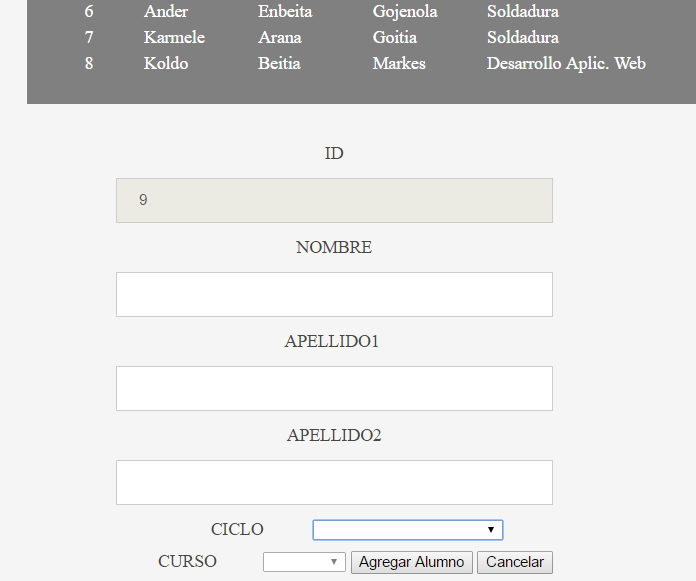 6 Ander Enbeita Gojenola Soldadura
7 Karmele Arana Goitia Soldadura
8 Koldo Beitia Markes Desarrollo Aplic. Web
ID
9
NOMBRE
APELLIDO1
APELLIDO2
CICLO
CURSO Agregar Alumno Cancelar